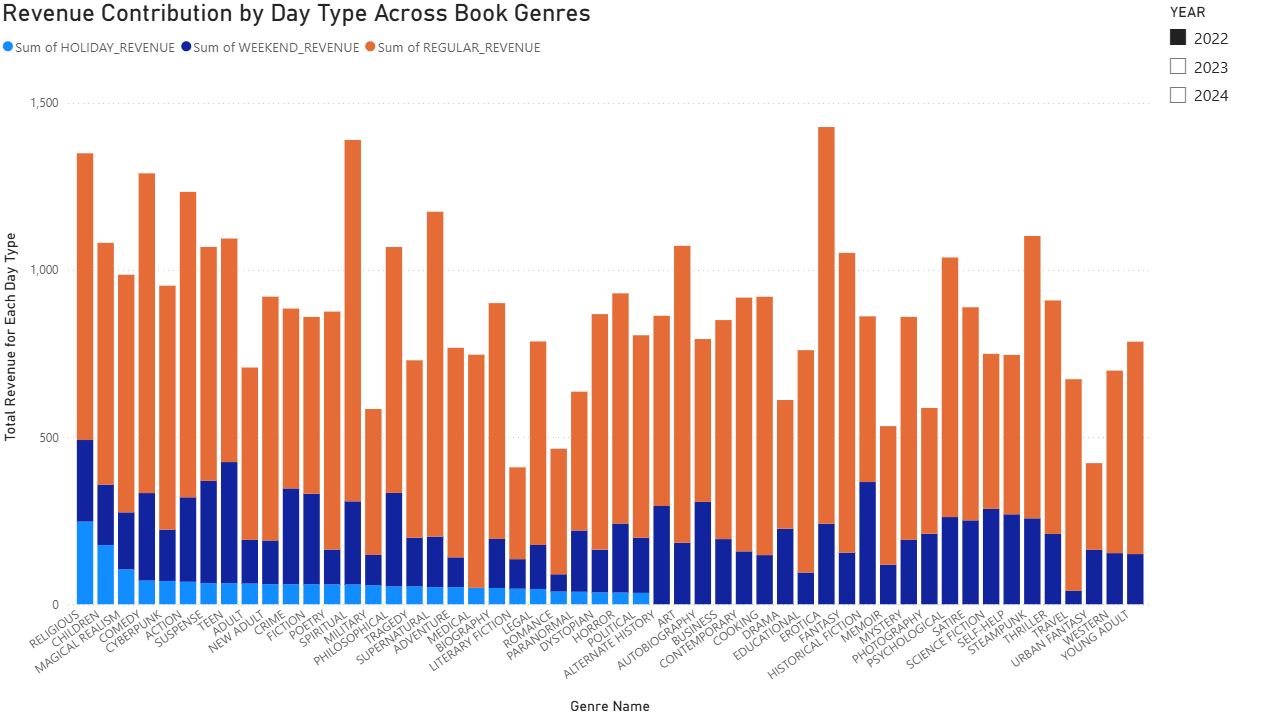 Revenue Contribution by Day Type Across Book Genres
Sum of HOLIDAY_REVENUE Sum of WEEKEND_REVENUE Sum of REGULAR_REVENUE
YEAR
2022
2023
2024
Total Revenue for Each Day Type
1,500
1,000
500
0
RELIGIOUS
CHILDREN
MAGICAL REALISM
COMEDY
CYBERPUNK
ACTION
SUSPENSE
TEEN
ADULT
NEW ADULT
CRIME
FICTION
POETRY
SPIRITUAL
MILITARY
PHILOSOPHICAL
TRAGEDY
SUPERNATURAL
ADVENTURE
MEDICAL
BIOGRAPHY
LITERARY FICTION
LEGAL
ROMANCE
PARANORMAL
DYSTOPIAN
HORROR
POLITICAL
ALTERNATE HISTORY
ART
AUTOBIOGRAPHY
BUSINESS
CONTEMPORARY
COOKING
DRAMA
EDUCATIONAL
EROTICA
FANTASY
HISTORICAL FICTION
MEMOIR
MYSTERY
PHOTOGRAPHY
PSYCHOLOGICAL
SATIRE
SCIENCE FICTION
SELF-HELP
STEAMPUNK
THRILLER
TRAVEL
URBAN FANTASY
WESTERN
YOUNG ADULT
Genre Name